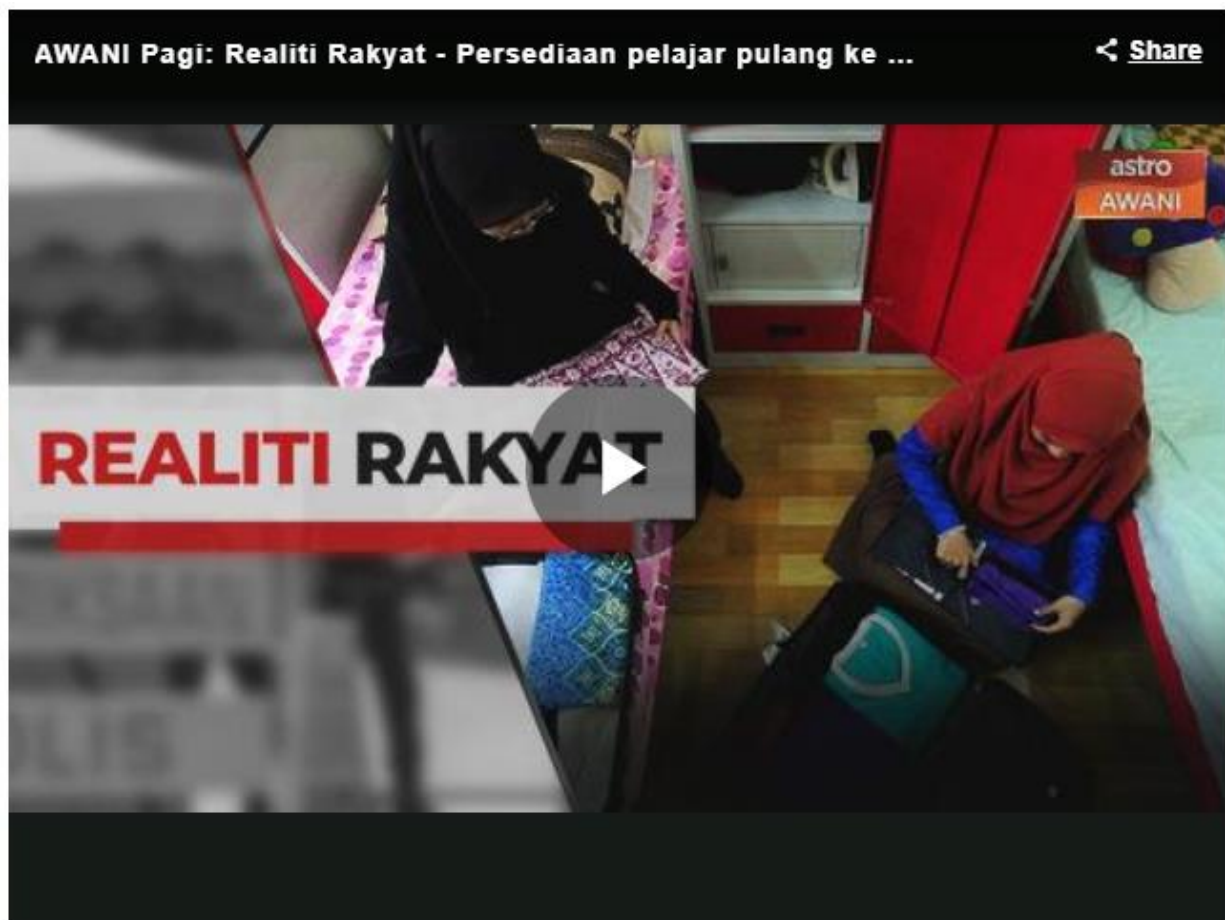 AWANI Pagi: Realiti Rakyat - Persediaan pelajar pulang ke ...
Share
astro
AWANI
REALITI RAKYAT